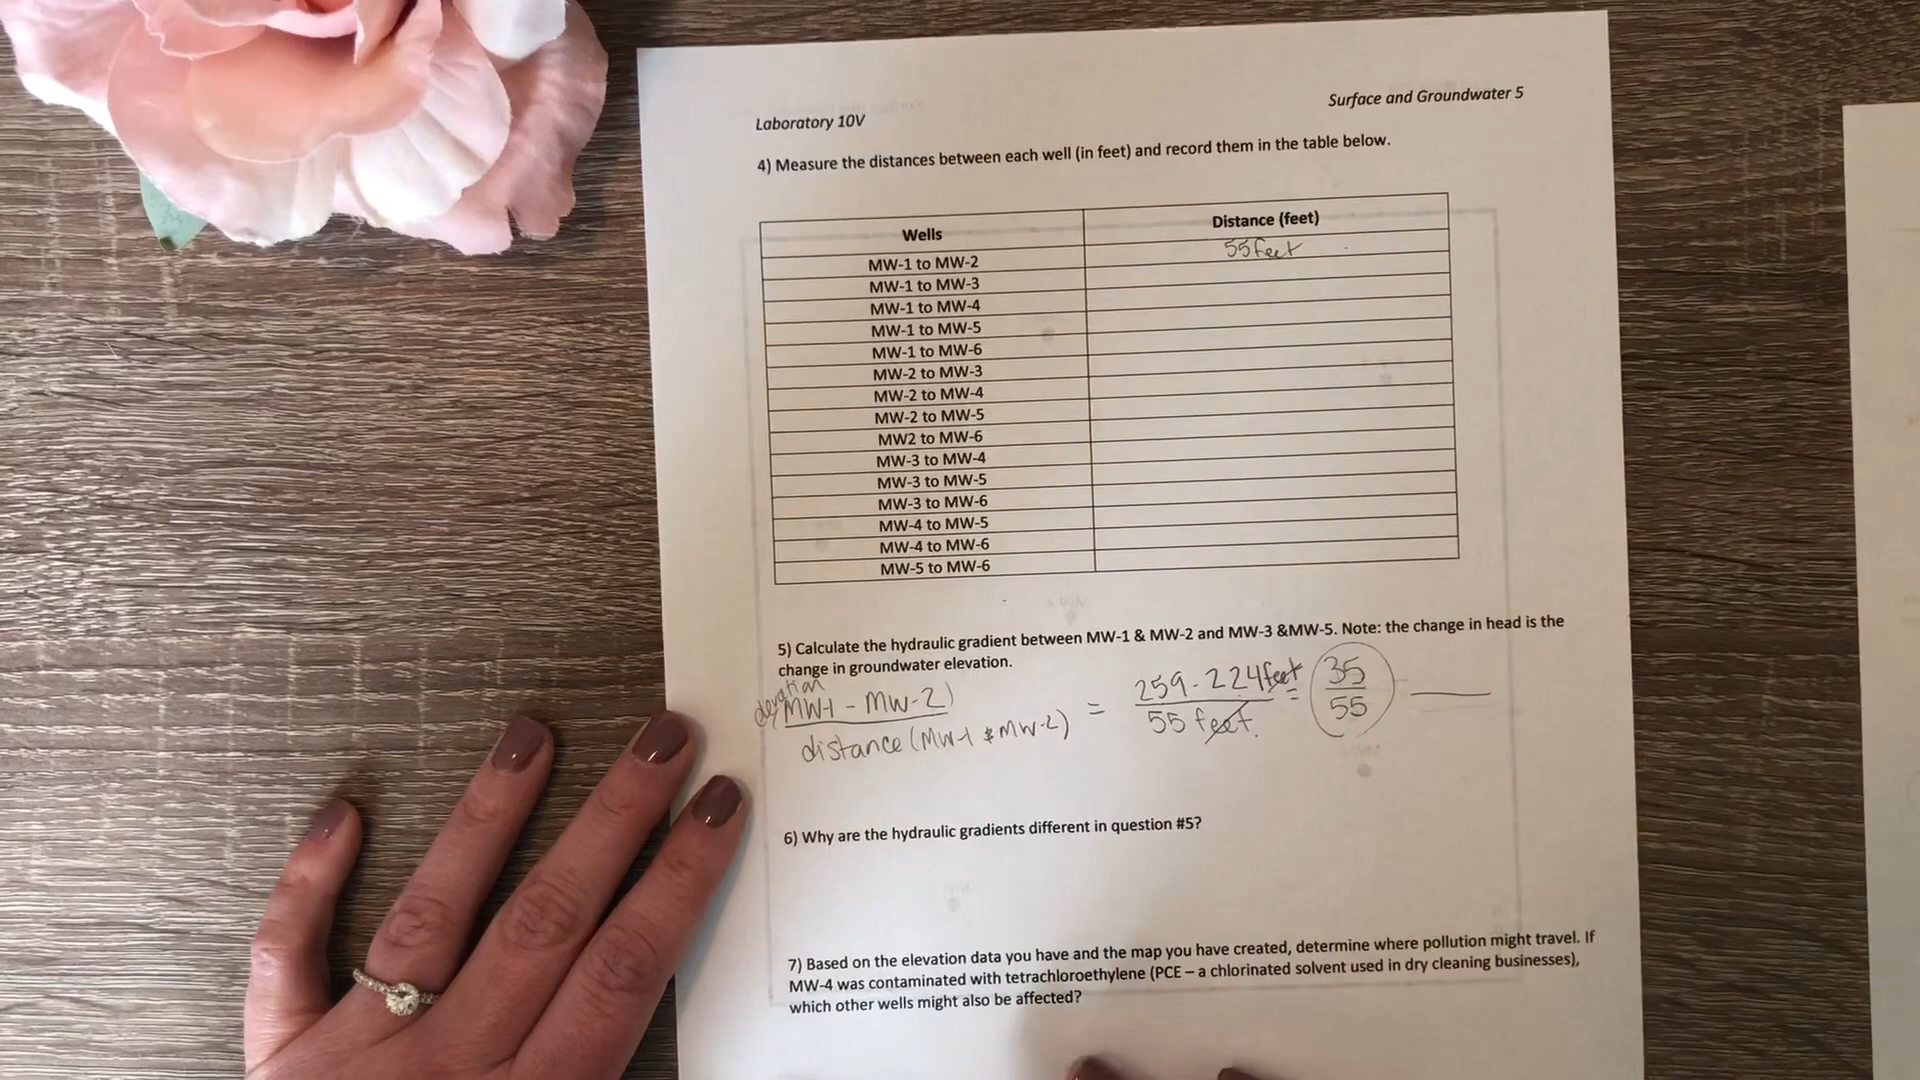 Surface and Groundwater 5
Laboratory 10V
4) Measure the distances between each well (in feet) and record them in the table below.
Wells Distance (feet)
MW-1 to MW-2 55 feet
MW-1 to MW-3
MW-1 to MW-4
MW-1 to MW-5
MW-1 to MW-6
MW-2 to MW-3
MW-2 to MW-4
MW-2 to MW-5
MW2 to MW-6
MW-3 to MW-4
MW-3 to MW-5
MW-3 to MW-6
MW-4 to MW-5
MW-4 to MW-6
MW-5 to MW-6
5) Calculate the hydraulic gradient between MW-1 & MW-2 and MW-3 &MW-5. Note: the change in head is the
change in groundwater elevation.
MW-1 - MW-2) = 259 - 224 feet = 35
distance (MW-1 & MW-2) 55 feet. 55
6) Why are the hydraulic gradients different in question #5?
7) Based on the elevation data you have and the map you have created, determine where pollution might travel. If
MW-4 was contaminated with tetrachloroethylene (PCE – a chlorinated solvent used in dry cleaning businesses),
which other wells might also be affected?